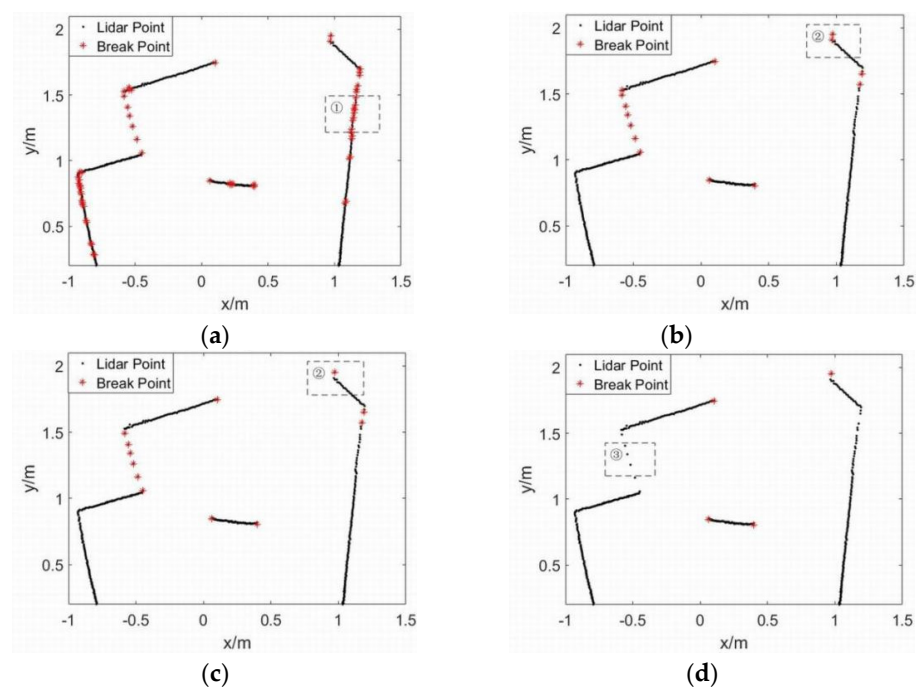 (a)
2
1.5
1
0.5
-1
-0.5
0
0.5
1
1.5
y/m
x/m
Lidar Point
Break Point
①
(b)
2
1.5
1
0.5
-1
-0.5
0
0.5
1
1.5
y/m
x/m
Lidar Point
Break Point
②
(c)
2
1.5
1
0.5
-1
-0.5
0
0.5
1
1.5
y/m
x/m
Lidar Point
Break Point
②
(d)
2
1.5
1
0.5
-1
-0.5
0
0.5
1
1.5
y/m
x/m
Lidar Point
Break Point
③